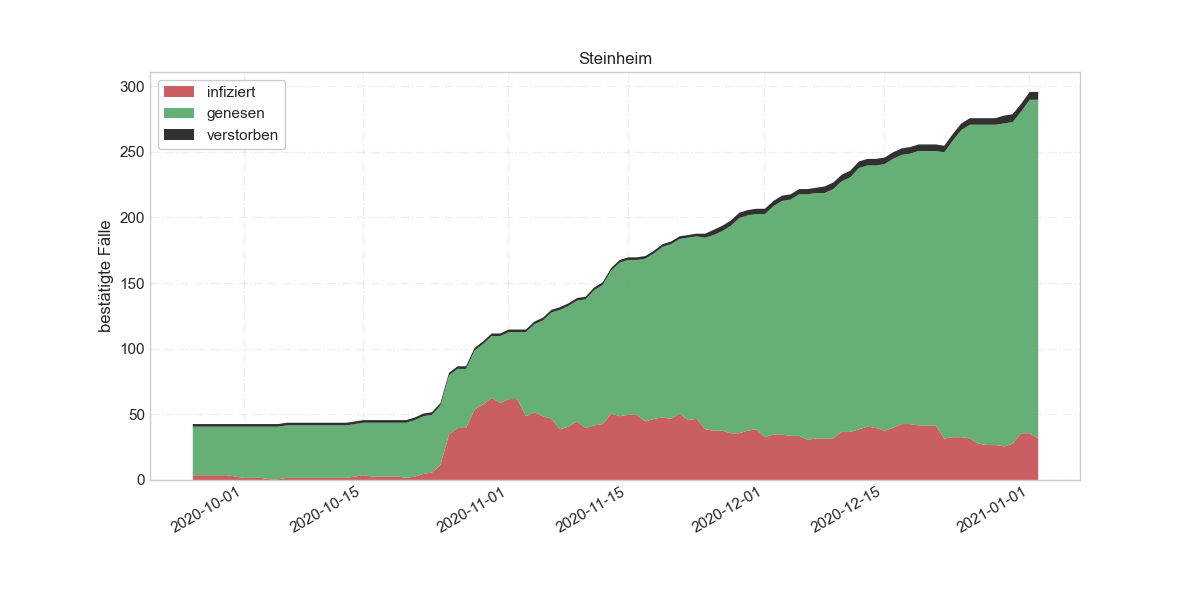 Steinheim
infiziert
genesen
verstorben
bestätigte Fälle
300
250
200
150
100
50
0
2020-10-01
2020-10-15
2020-11-01
2020-11-15
2020-12-01
2020-12-15
2021-01-01